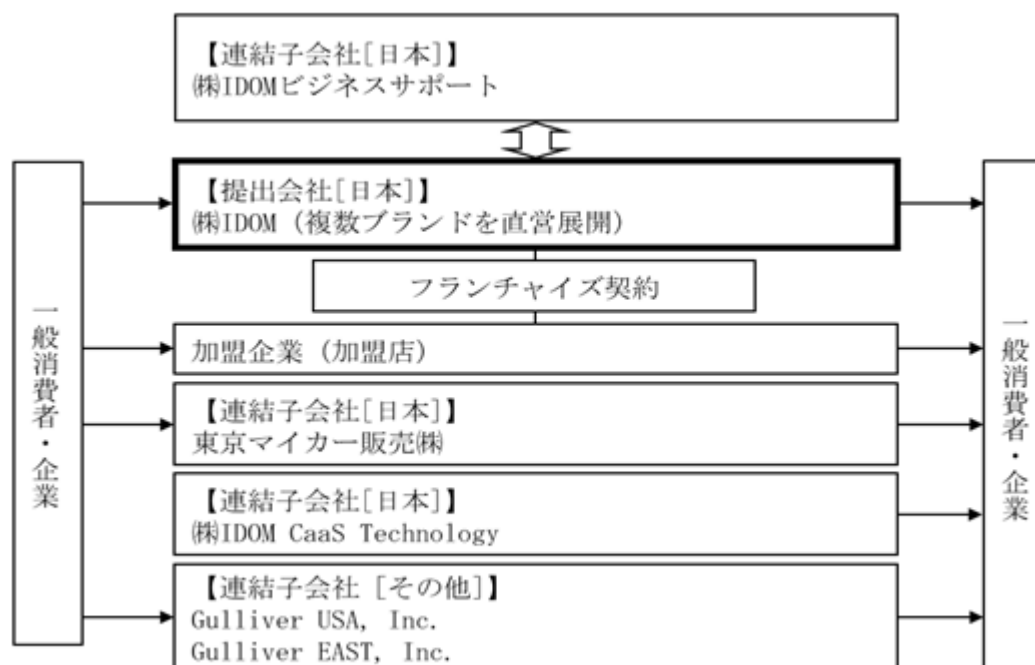 【連結子会社[日本]】
㈱IDOMビジネスサポート
【提出会社[日本]】
㈱IDOM（複数ブランドを直営展開）
フランチャイズ契約
一般消費者・企業
加盟企業（加盟店）
【連結子会社[日本]】
東京マイカー販売㈱
【連結子会社[日本]】
㈱IDOM CaaS Technology
【連結子会社［その他]】
Gulliver USA, Inc.
Gulliver EAST, Inc.
一般消費者・企業